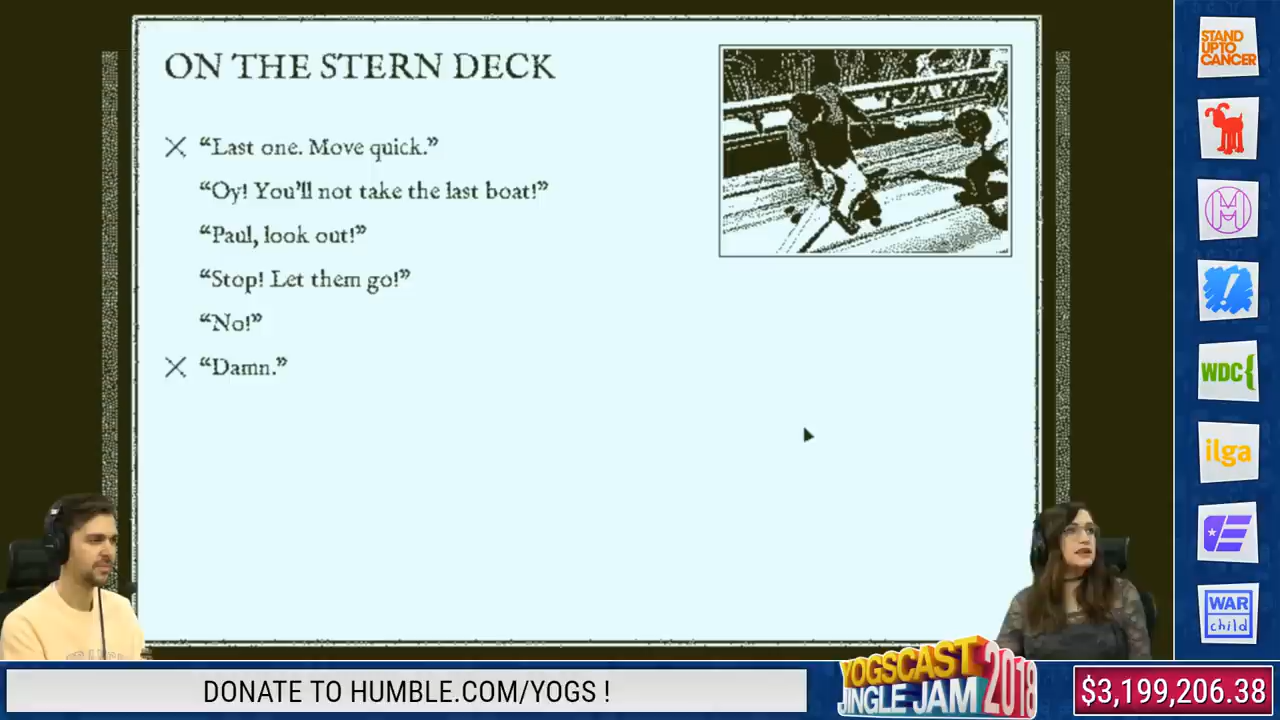 ON THE STERN DECK
“Last one. Move quick.”
“Oy! You’ll not take the last boat!”
“Paul, look out!”
“Stop! Let them go!”
“No!”
“Damn.”
STAND
UP TO
CANCER
M
!
WDC{
ilga
E
WAR
child
DONATE TO HUMBLE.COM/YOGS !
YOGSCAST
JINGLE JAM 2018
$3,199,206.38